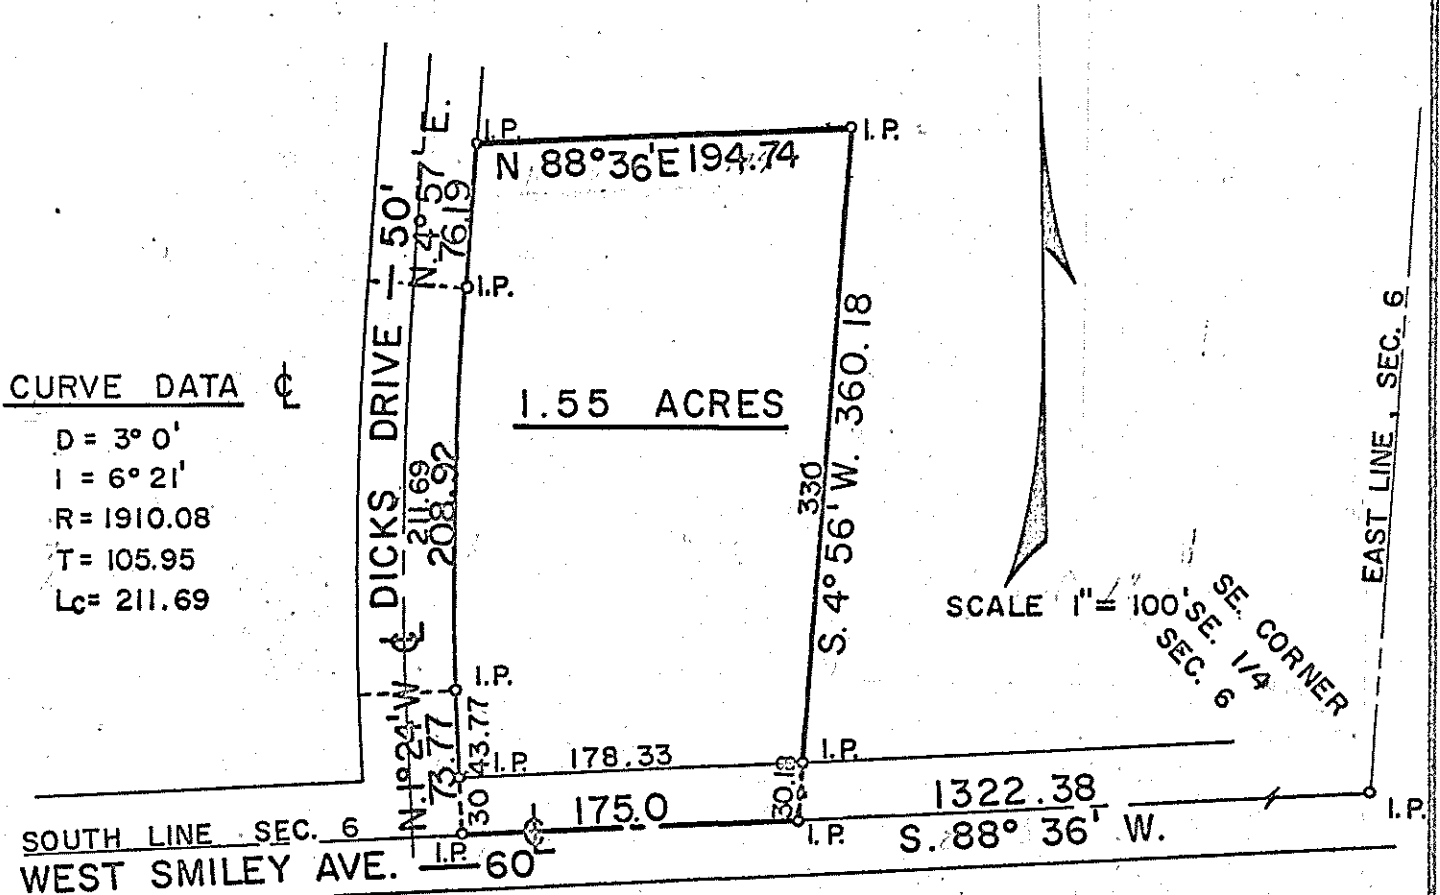 I.P.
I.P.
N 88°36'E 194.74
N. 4° 57' E.
76.19
I.P.
DICKS DRIVE — 50'
CURVE DATA ℄
D = 3° 0'
I = 6° 21'
R = 1910.08
T = 105.95
Lc = 211.69
1.55 ACRES
211.69
208.92
330
S. 4° 56' W. 360.18
EAST LINE, SEC. 6
SCALE 1" = 100'
SE. CORNER
SE. 1/4
SEC. 6
℄
I.P.
N. 1° 24' W
73.77
43.77
I.P.
178.33
I.P.
30
175.0
30.18
1322.38
I.P.
SOUTH LINE SEC. 6
℄
I.P.
S. 88° 36' W.
I.P.
WEST SMILEY AVE. — 60'